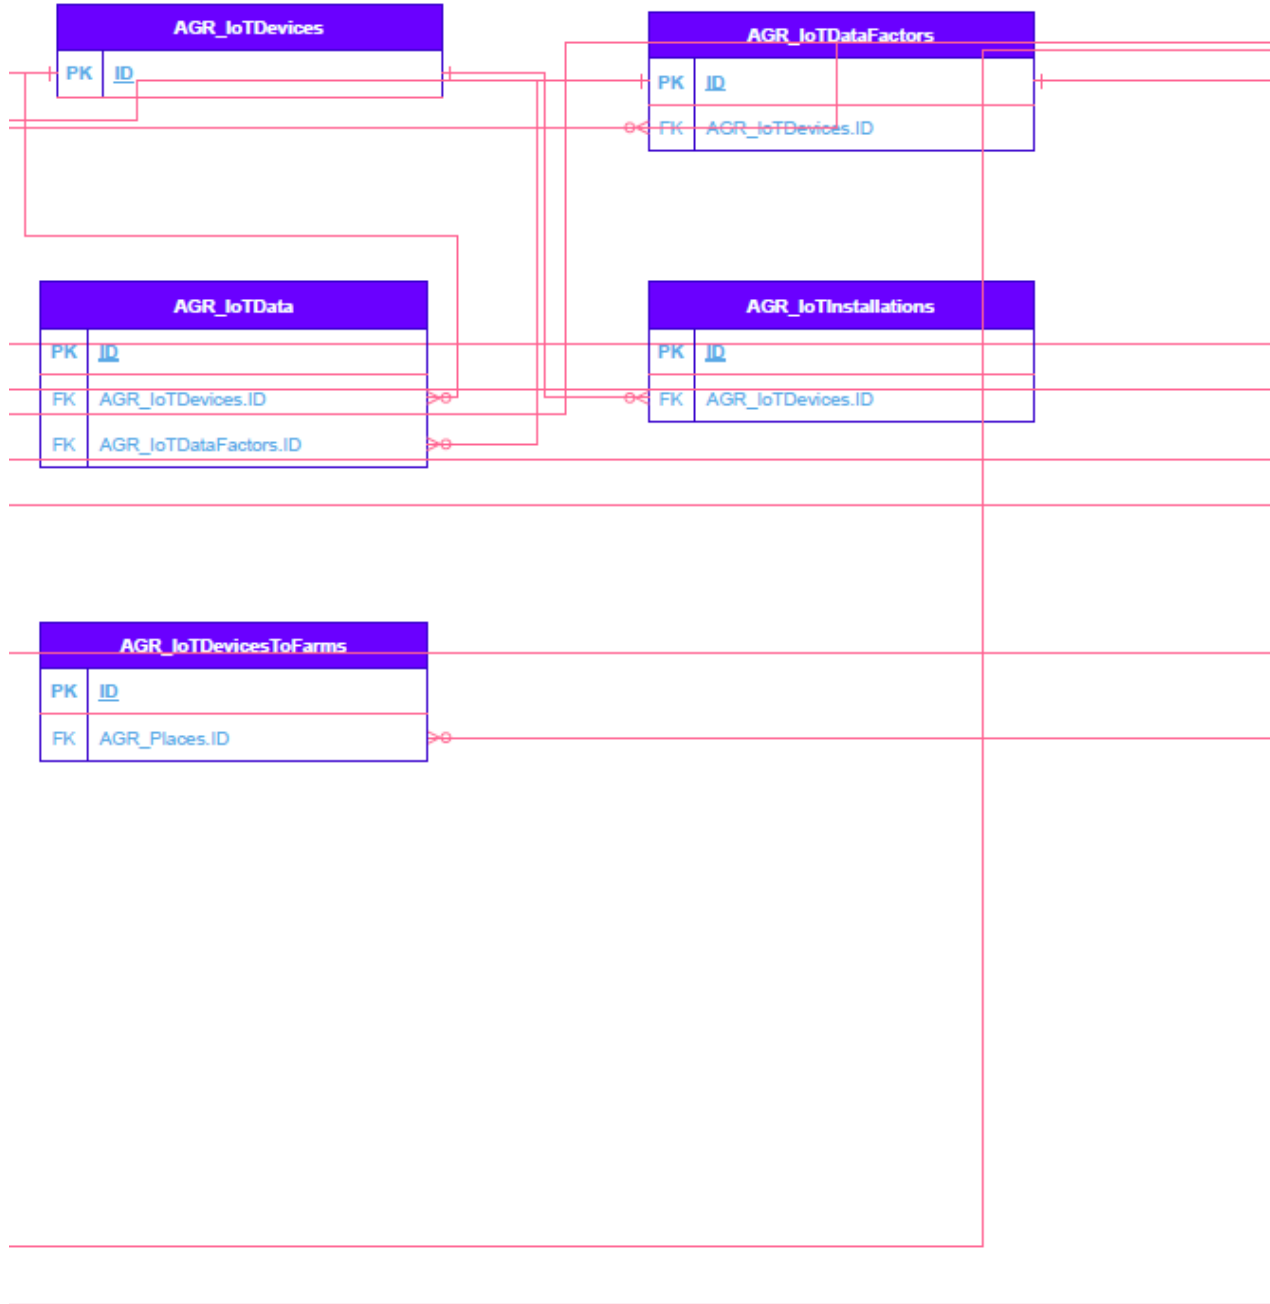 AGR_IoTDevices
PK ID
AGR_IoTDataFactors
PK ID
FK AGR_IoTDevices.ID
AGR_IoTData
PK ID
FK AGR_IoTDevices.ID
FK AGR_IoTDataFactors.ID
AGR_IoTInstallations
PK ID
FK AGR_IoTDevices.ID
AGR_IoTDevicesToFarms
PK ID
FK AGR_Places.ID